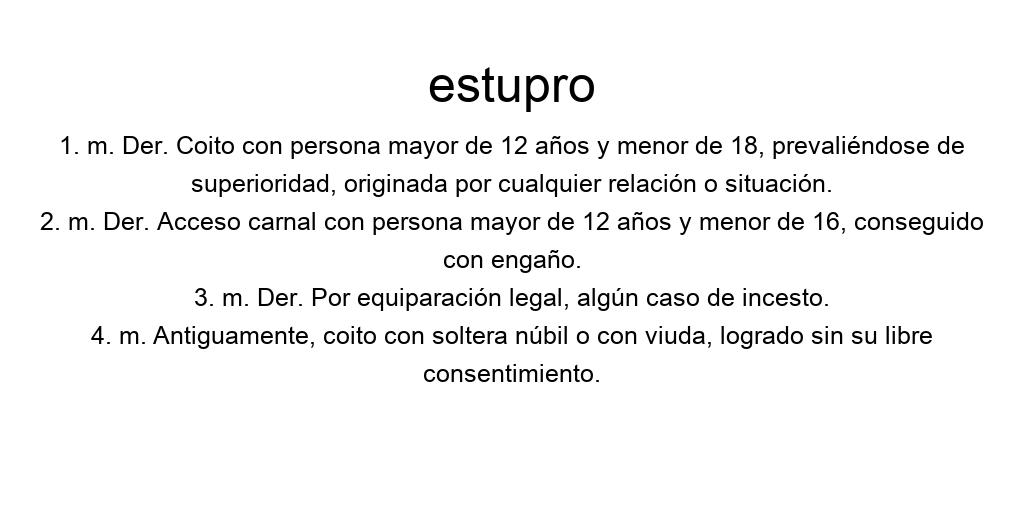 estupro
1. m. Der. Coito con persona mayor de 12 años y menor de 18, prevaliéndose de
superioridad, originada por cualquier relación o situación.
2. m. Der. Acceso carnal con persona mayor de 12 años y menor de 16, conseguido
con engaño.
3. m. Der. Por equiparación legal, algún caso de incesto.
4. m. Antiguamente, coito con soltera núbil o con viuda, logrado sin su libre
consentimiento.